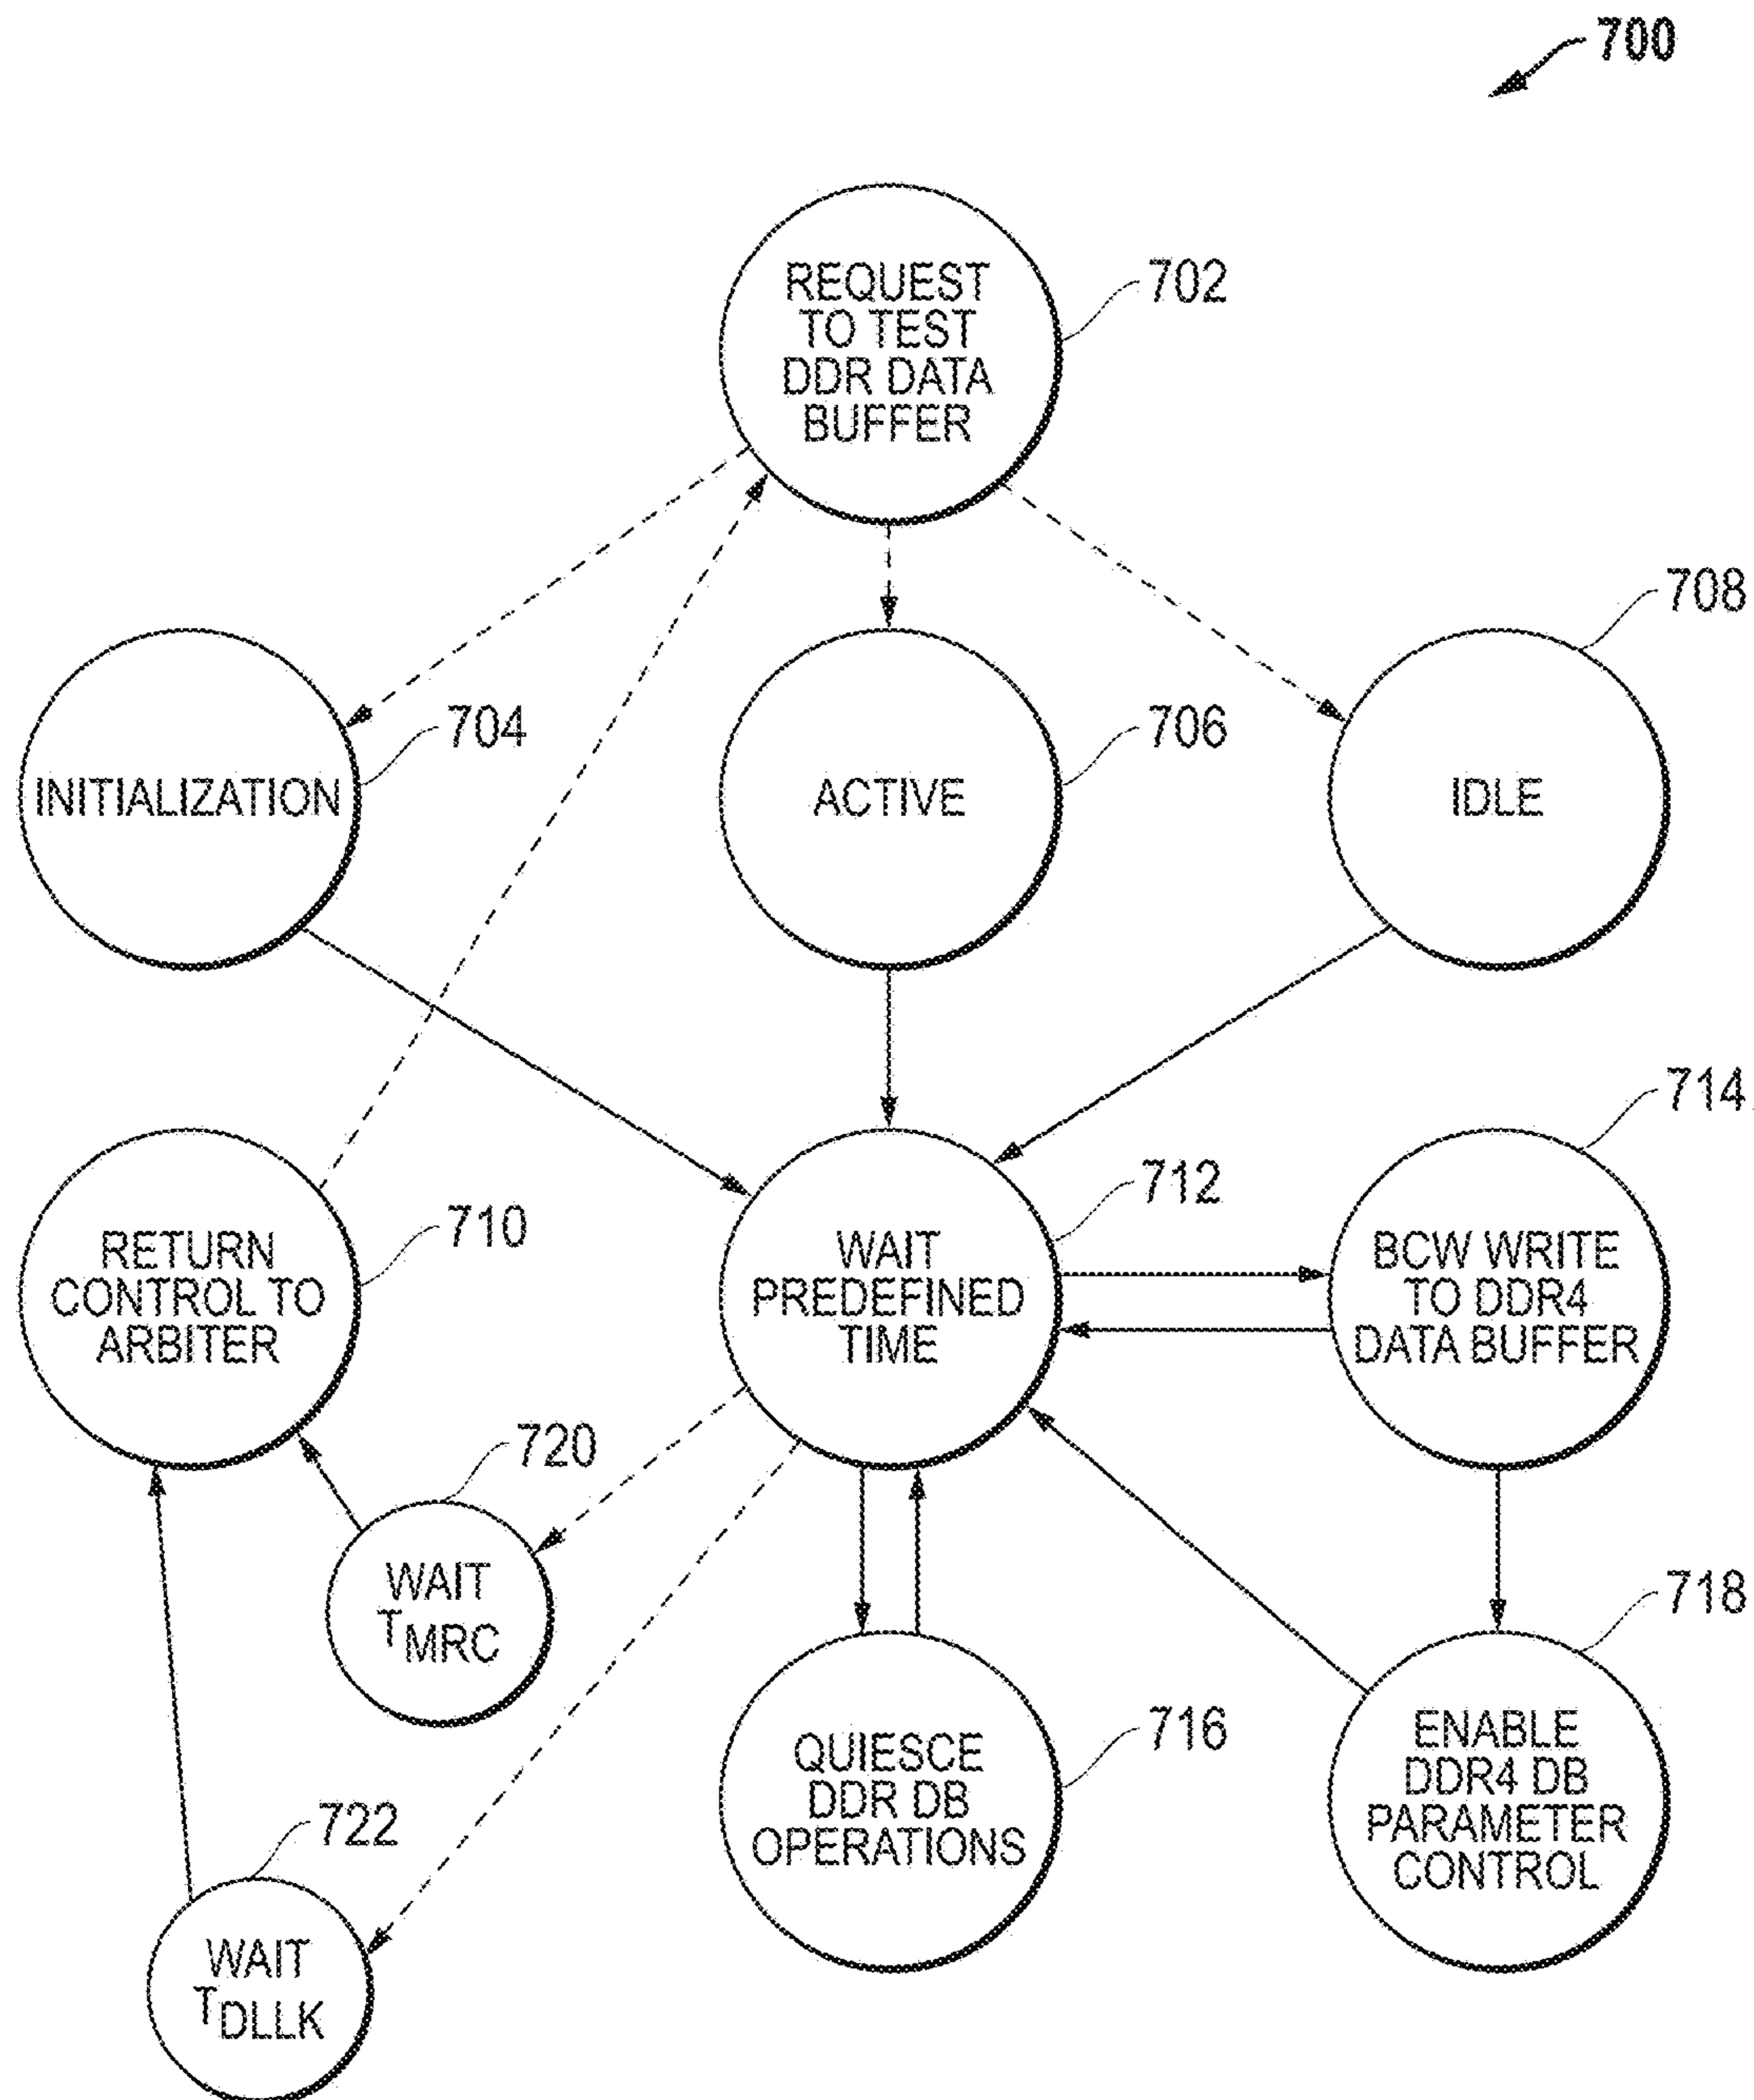 700
REQUEST
TO TEST
DDR DATA
BUFFER
702
708
704
706
INITIALIZATION
ACTIVE
IDLE
714
712
710
RETURN
CONTROL TO
ARBITER
WAIT
PREDEFINED
TIME
BCW WRITE
TO DDR4
DATA BUFFER
720
WAIT
TMRC
718
716
QUIESCE
DDR DB
OPERATIONS
ENABLE
DDR4 DB
PARAMETER
CONTROL
722
WAIT
TDLLK